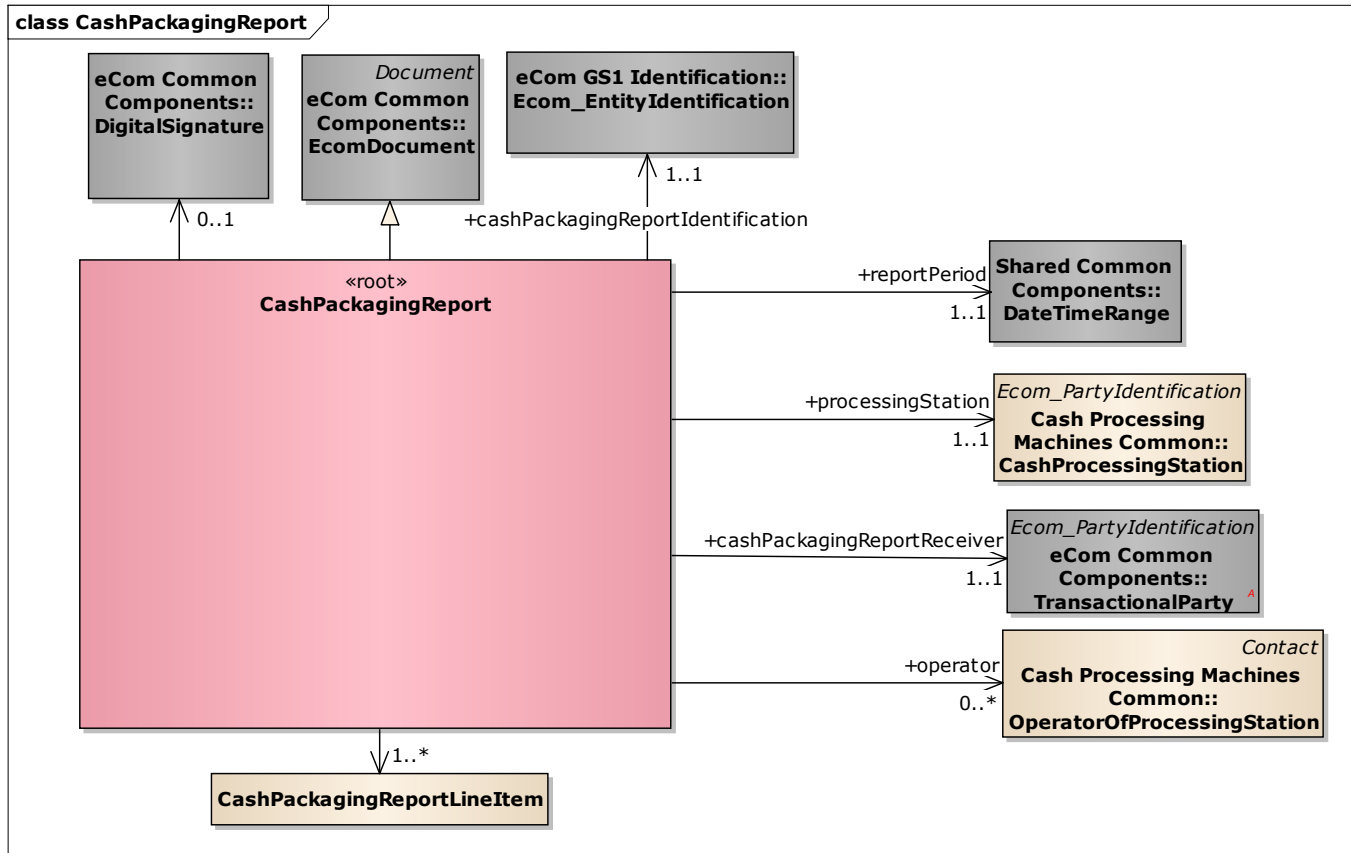 class CashPackagingReport
eCom Common
Components::
DigitalSignature
Document
eCom Common
Components::
EcomDocument
eCom GS1 Identification::
Ecom_EntityIdentification
0..1
1..1
+cashPackagingReportIdentification
«root»
CashPackagingReport
+reportPeriod
1..1
Shared Common
Components::
DateTimeRange
+processingStation
1..1
Ecom_PartyIdentification
Cash Processing
Machines Common::
CashProcessingStation
+cashPackagingReportReceiver
1..1
Ecom_PartyIdentification
eCom Common
Components::
TransactionalParty
A
+operator
0..*
Contact
Cash Processing Machines
Common::
OperatorOfProcessingStation
1..*
CashPackagingReportLineItem